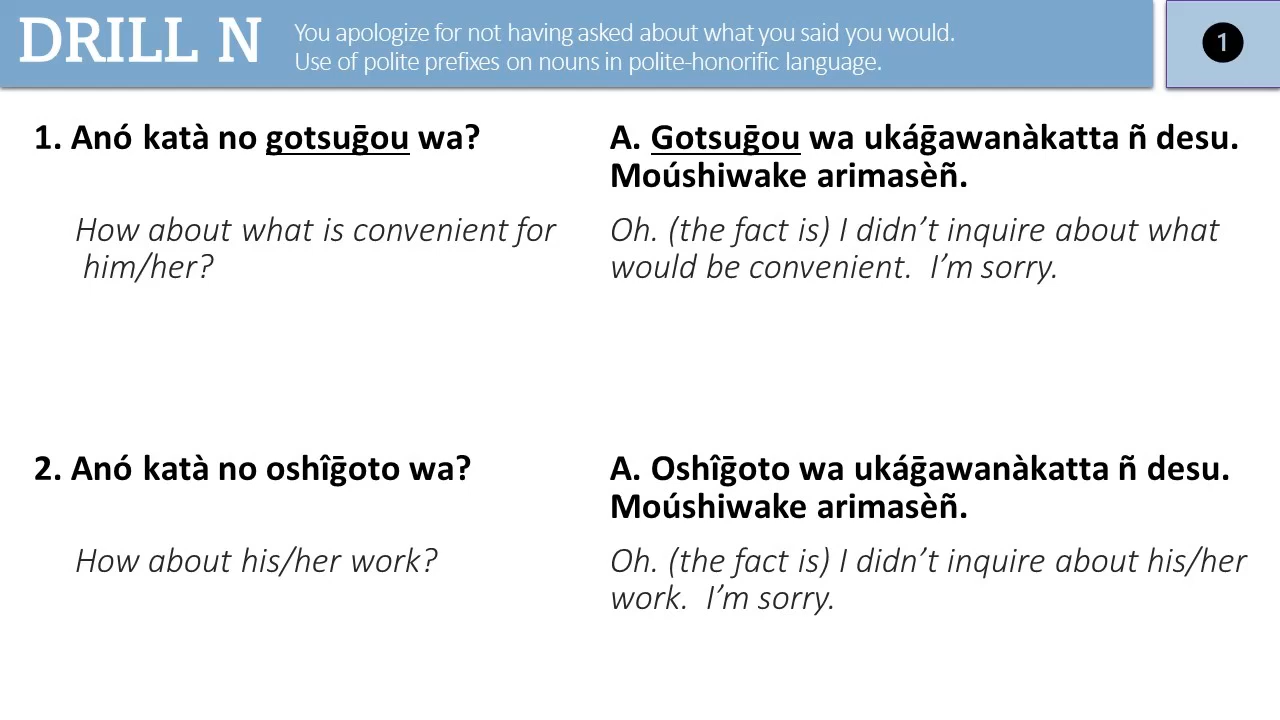 DRILL N
You apologize for not having asked about what you said you would.
Use of polite prefixes on nouns in polite-honorific language.
1
1. Anó katà no gotsuḡou wa?
A. Gotsuḡou wa ukáḡawanàkatta ñ desu.
Moúshiwake arimasèñ.
How about what is convenient for
him/her?
Oh. (the fact is) I didn’t inquire about what
would be convenient.  I’m sorry.
2. Anó katà no oshîḡoto wa?
A. Oshîḡoto wa ukáḡawanàkatta ñ desu.
Moúshiwake arimasèñ.
How about his/her work?
Oh. (the fact is) I didn’t inquire about his/her
work.  I’m sorry.